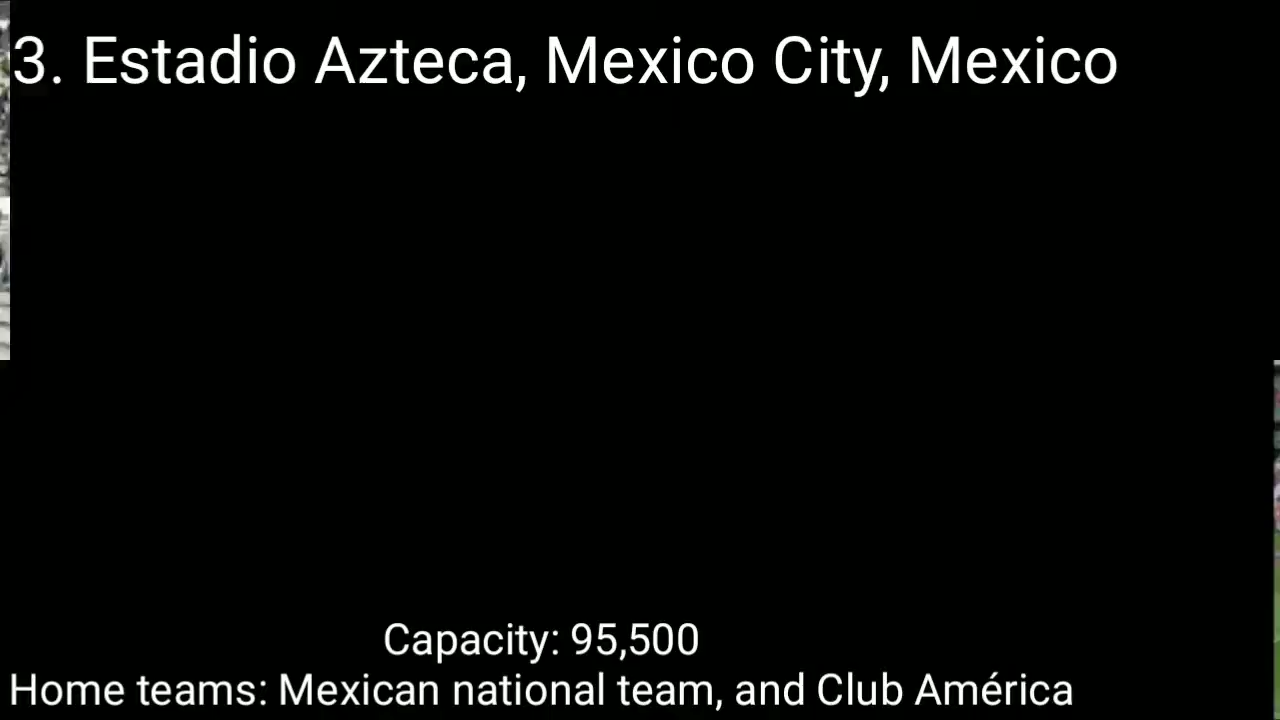 3. Estadio Azteca, Mexico City, Mexico
Capacity: 95,500
Home teams: Mexican national team, and Club América